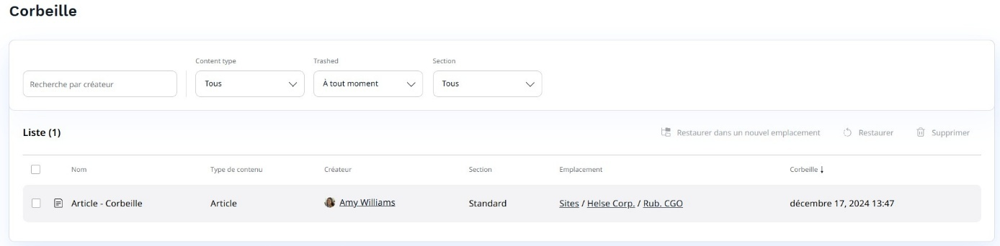 Corbeille
Content type Trashed Section
Recherche par créateur Tous À tout moment Tous
Liste (1) Restaurer dans un nouvel emplacement Restaurer Supprimer
Nom Type de contenu Créateur Section Emplacement Corbeille ↓
Article - Corbeille Article Amy Williams Standard Sites / Helse Corp. / Rub. CGO décembre 17, 2024 13:47